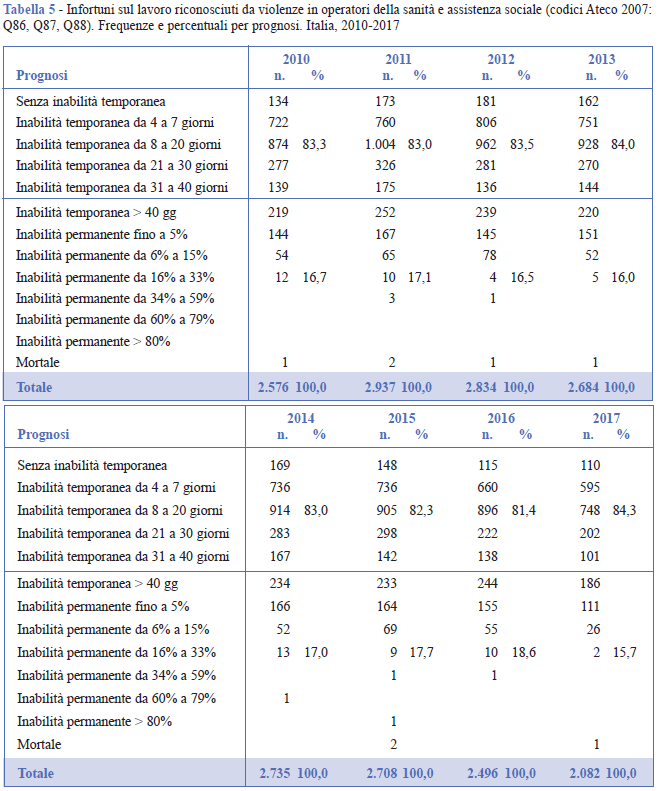 Tabella 5 - Infortuni sul lavoro riconosciuti da violenze in operatori della sanità e assistenza sociale (codici Ateco 2007:
Q86, Q87, Q88). Frequenze e percentuali per prognosi. Italia, 2010-2017
2010 2011 2012 2013
Prognosi n. % n. % n. % n. %
Senza inabilità temporanea 134 173 181 162
Inabilità temporanea da 4 a 7 giorni 722 760 806 751
Inabilità temporanea da 8 a 20 giorni 874 83,3 1.004 83,0 962 83,5 928 84,0
Inabilità temporanea da 21 a 30 giorni 277 326 281 270
Inabilità temporanea da 31 a 40 giorni 139 175 136 144
Inabilità temporanea > 40 gg 219 252 239 220
Inabilità permanente fino a 5% 144 167 145 151
Inabilità permanente da 6% a 15% 54 65 78 52
Inabilità permanente da 16% a 33% 12 16,7 10 17,1 4 16,5 5 16,0
Inabilità permanente da 34% a 59% 3 1
Inabilità permanente da 60% a 79%
Inabilità permanente > 80%
Mortale 1 2 1 1
Totale 2.576 100,0 2.937 100,0 2.834 100,0 2.684 100,0
2014 2015 2016 2017
Prognosi n. % n. % n. % n. %
Senza inabilità temporanea 169 148 115 110
Inabilità temporanea da 4 a 7 giorni 736 736 660 595
Inabilità temporanea da 8 a 20 giorni 914 83,0 905 82,3 896 81,4 748 84,3
Inabilità temporanea da 21 a 30 giorni 283 298 222 202
Inabilità temporanea da 31 a 40 giorni 167 142 138 101
Inabilità temporanea > 40 gg 234 233 244 186
Inabilità permanente fino a 5% 166 164 155 111
Inabilità permanente da 6% a 15% 52 69 55 26
Inabilità permanente da 16% a 33% 13 17,0 9 17,7 10 18,6 2 15,7
Inabilità permanente da 34% a 59% 1 1
Inabilità permanente da 60% a 79% 1
Inabilità permanente > 80% 1
Mortale 2 1
Totale 2.735 100,0 2.708 100,0 2.496 100,0 2.082 100,0